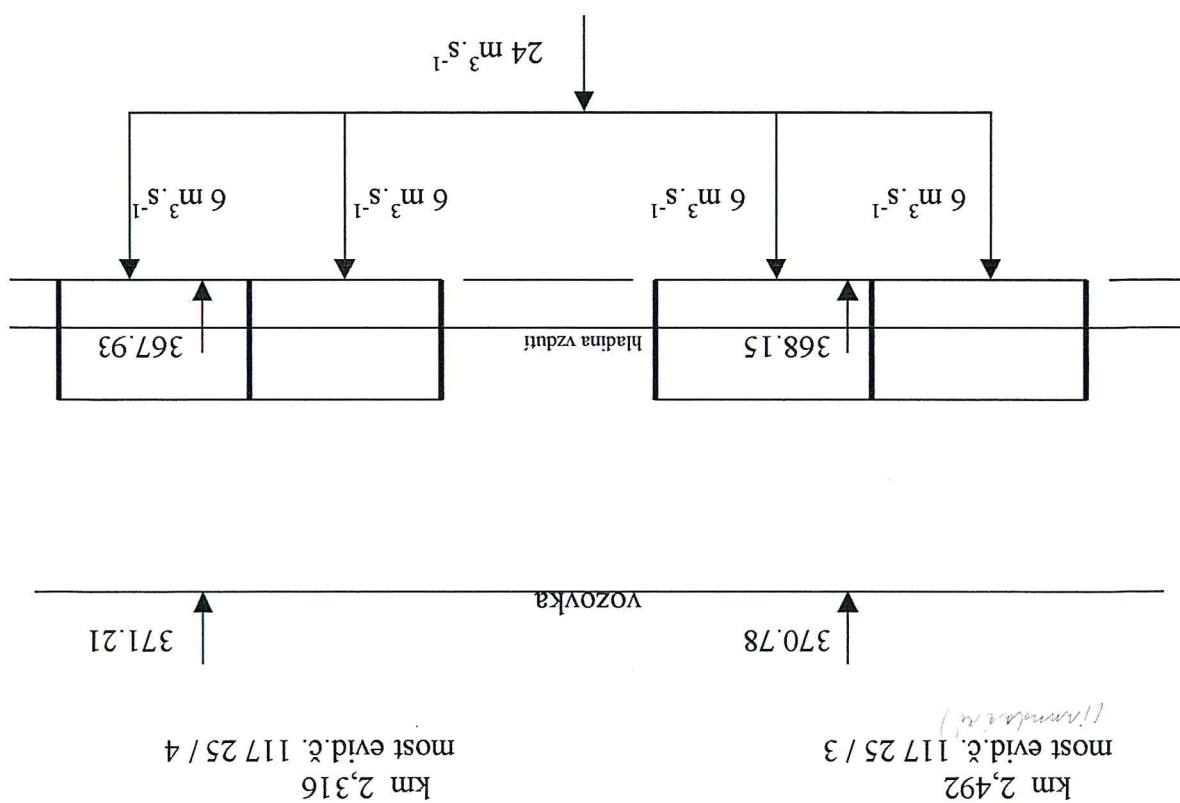 km 2,492
most evid.č. 117 25 / 3
(inundační)
km 2,316
most evid.č. 117 25 / 4
370.78
371.21
vozovka
368.15
hladina vzdutí
367.93
6 m³.s⁻¹
6 m³.s⁻¹
6 m³.s⁻¹
6 m³.s⁻¹
24 m³.s⁻¹